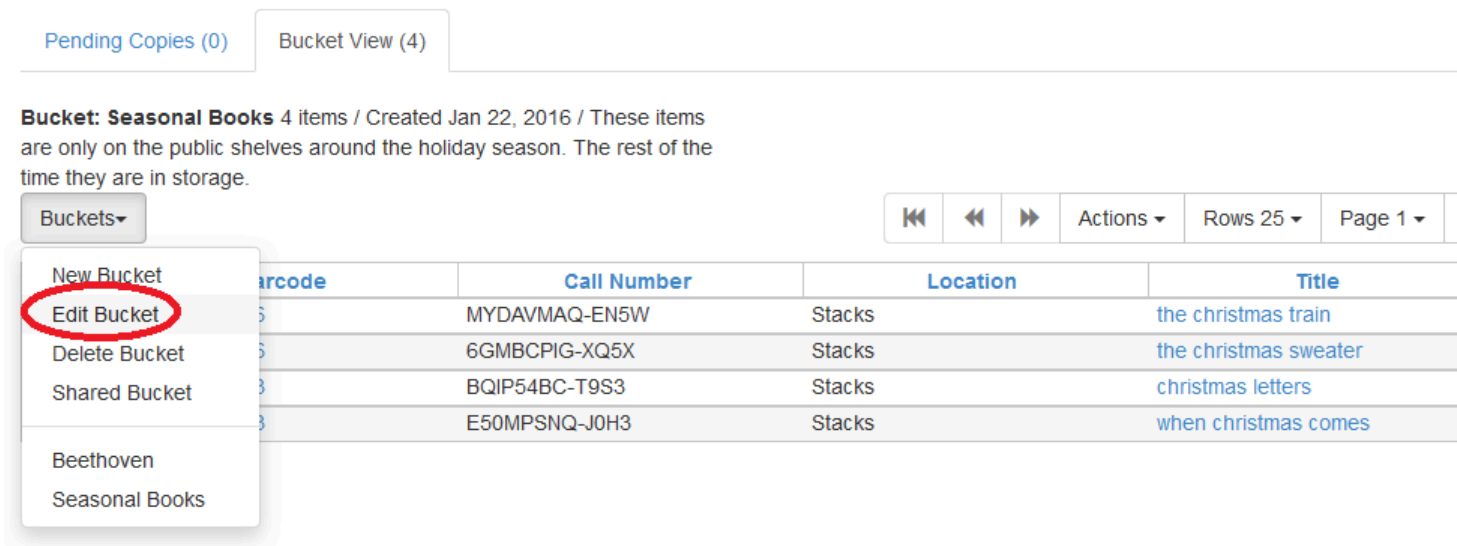 Pending Copies (0) Bucket View (4)
Bucket: Seasonal Books 4 items / Created Jan 22, 2016 / These items
are only on the public shelves around the holiday season. The rest of the
time they are in storage.
Buckets Actions Rows 25 Page 1
New Bucket
Edit Bucket
Delete Bucket
Shared Bucket
Beethoven
Seasonal Books
arcode Call Number Location Title
6 MYDAVMAQ-EN5W Stacks the christmas train
6 6GMBCPIG-XQ5X Stacks the christmas sweater
3 BQIP54BC-T9S3 Stacks christmas letters
3 E50MPSNQ-J0H3 Stacks when christmas comes